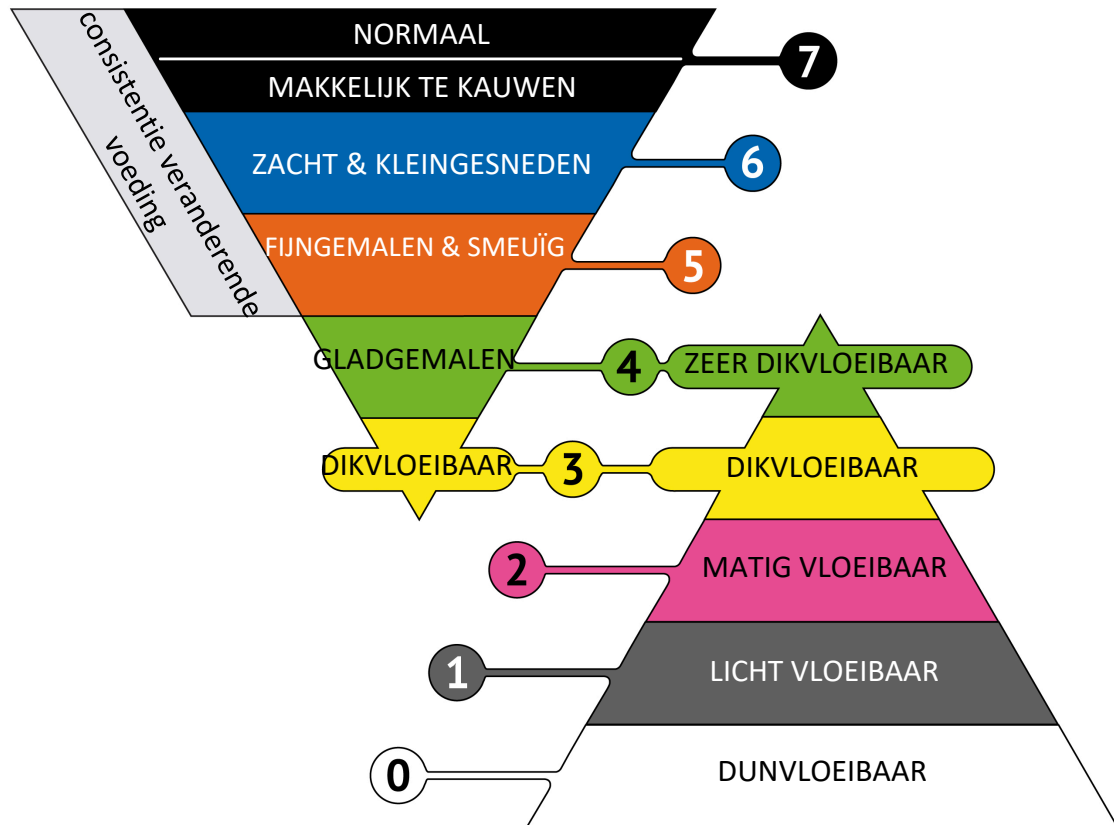 NORMAAL
MAKKELIJK TE KAUWEN
7
consistentie veranderende
voeding
ZACHT & KLEINGESNEDEN
6
FIJNGEMALEN & SMEUÏG
5
GLADGEMALEN
4
ZEER DIKVLOEIBAAR
DIKVLOEIBAAR
3
DIKVLOEIBAAR
2
MATIG VLOEIBAAR
1
LICHT VLOEIBAAR
0
DUNVLOEIBAAR